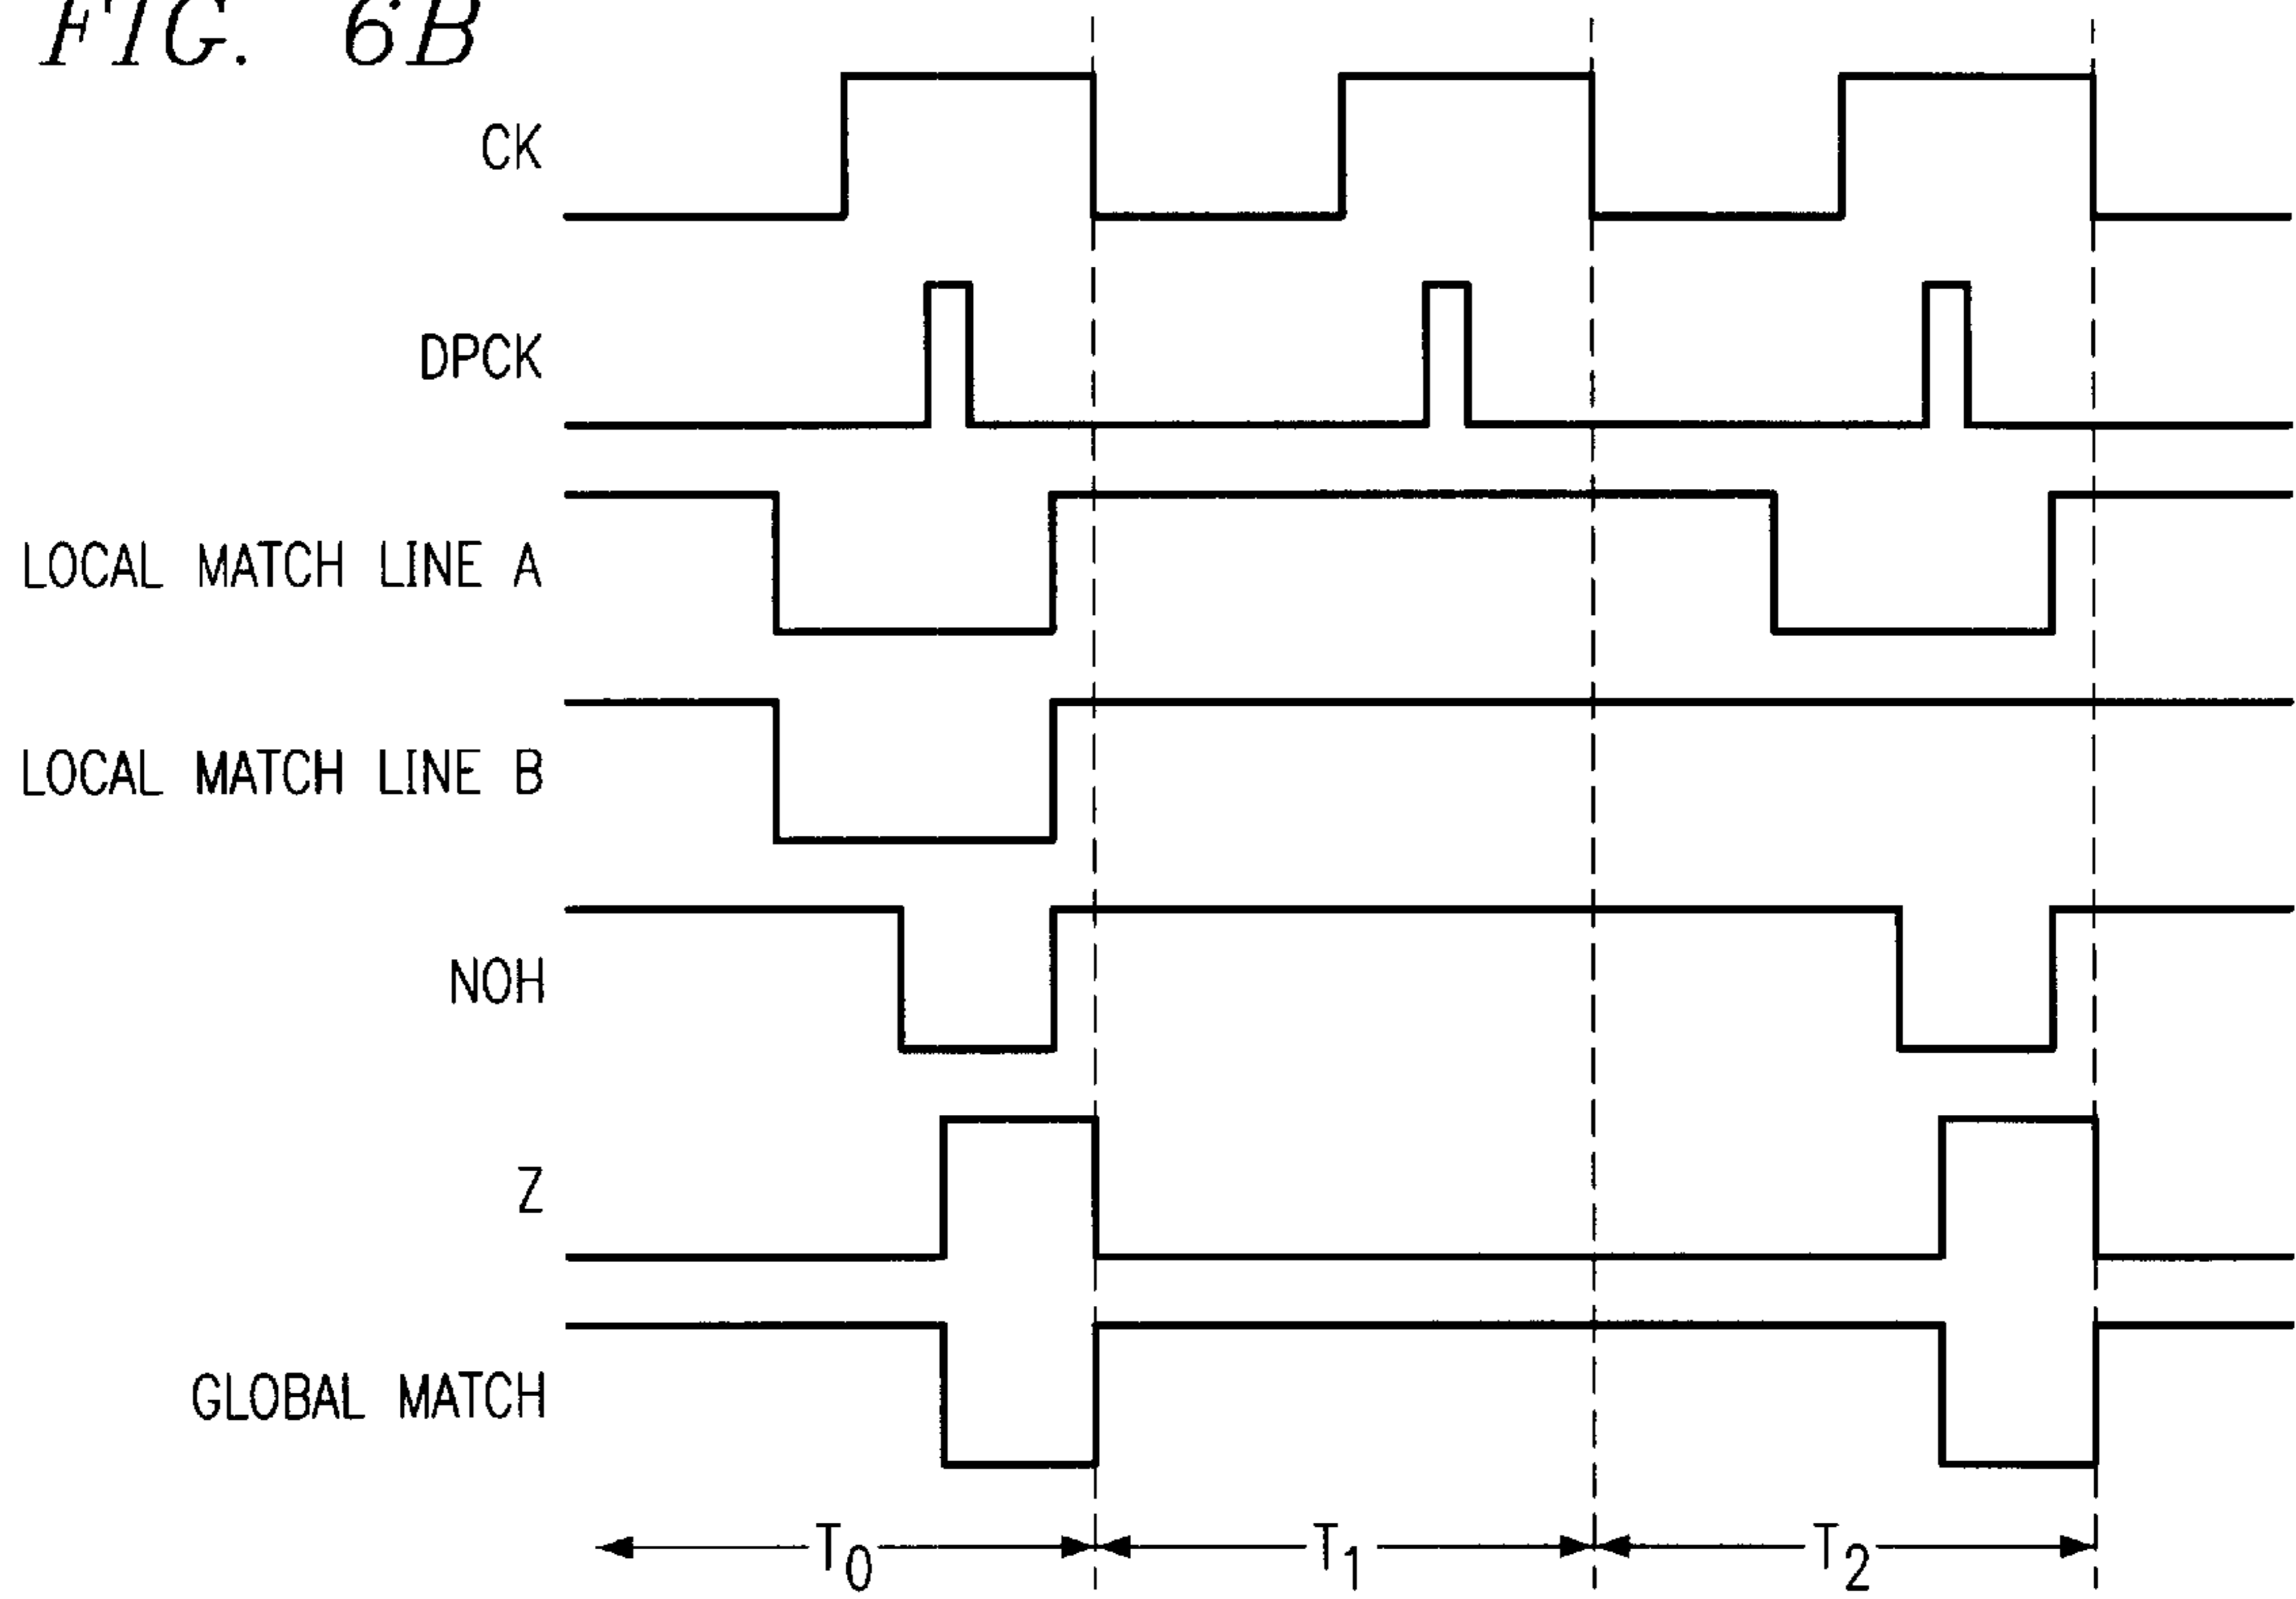 FIG. 6B
CK
DPCK
LOCAL MATCH LINE A
LOCAL MATCH LINE B
NOH
Z
GLOBAL MATCH
T0 T1 T2